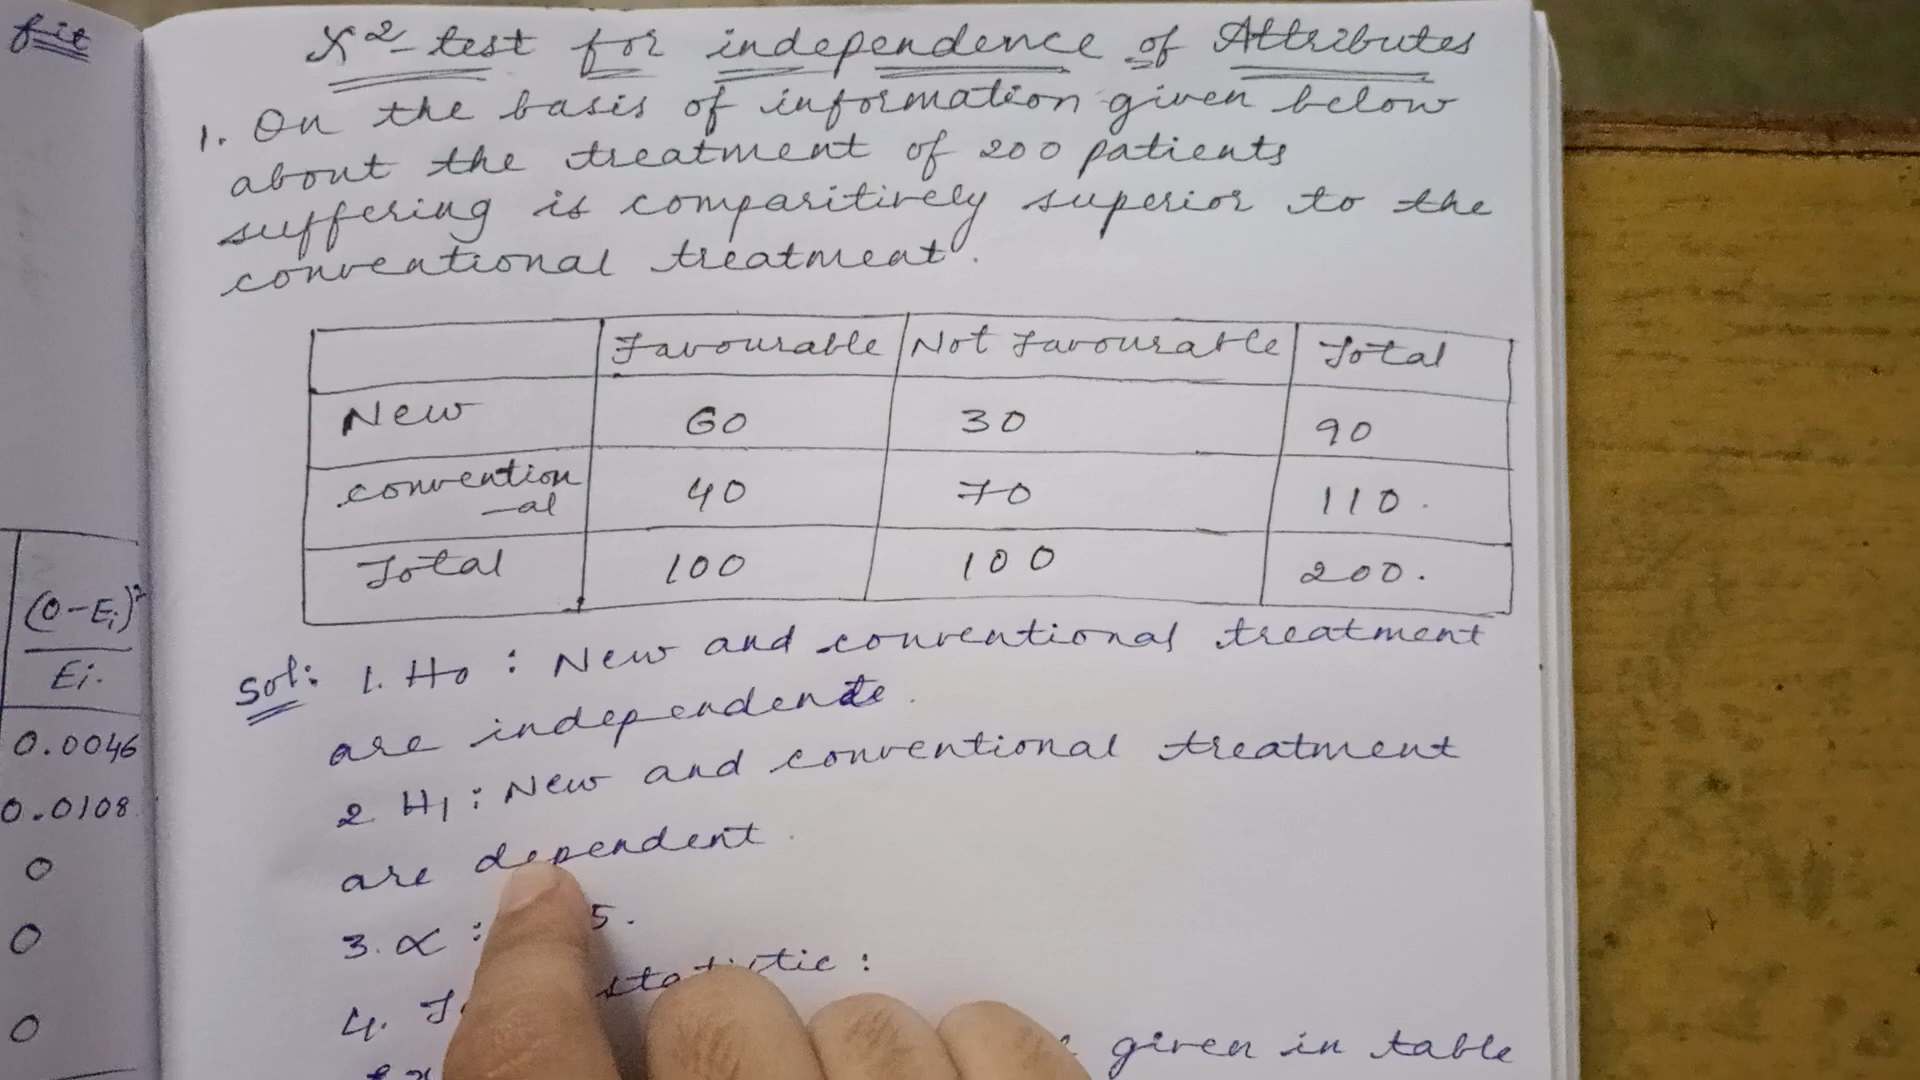 fit
(O-Ei)²
Ei.
0.0046
0.0108
0
0
0
χ²-test for independence of Attributes
1. On the basis of information given below
about the treatment of 200 patients
suffering is comparitively superior to the
conventional treatment.
Favourable Not Favourable Total
New 60 30 90
convention 40 70 110.
-al
Total 100 100 200.
Sol: 1. H0 : New and conventional treatment
are independent.
2 H1 : New and conventional treatment
are dependent.
3. α : 5.
4. statistic :
given in table